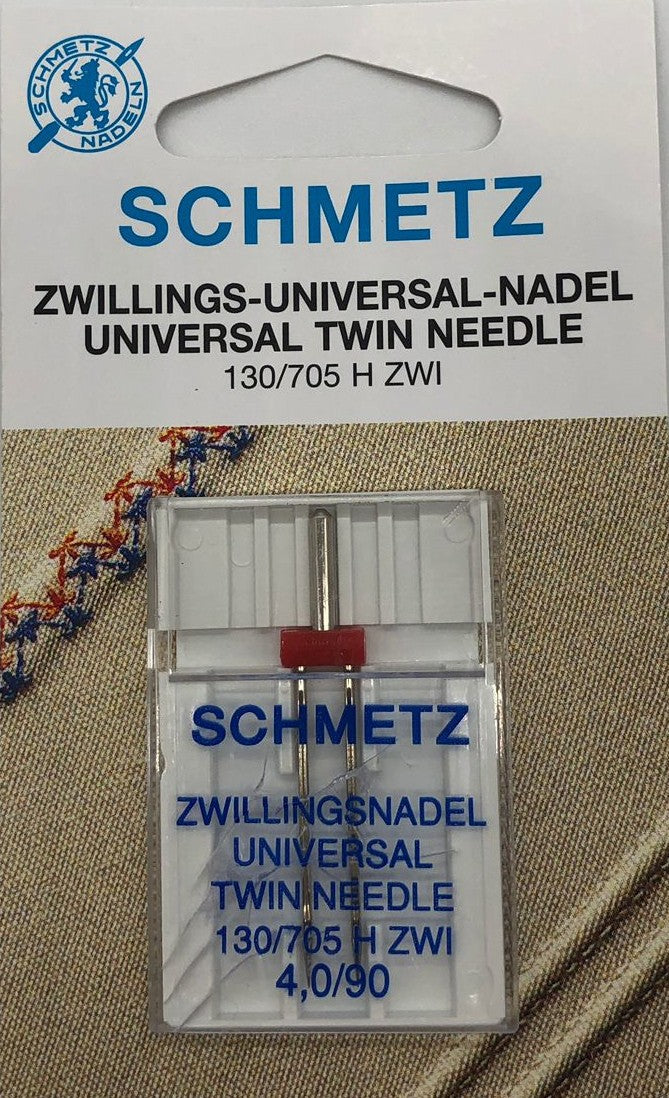 SCHMETZ
NADELN
SCHMETZ
ZWILLINGS-UNIVERSAL-NADEL
UNIVERSAL TWIN NEEDLE
130/705 H ZWI
SCHMETZ
ZWILLINGSNADEL
UNIVERSAL
TWIN NEEDLE
130/705 H ZWI
4,0/90